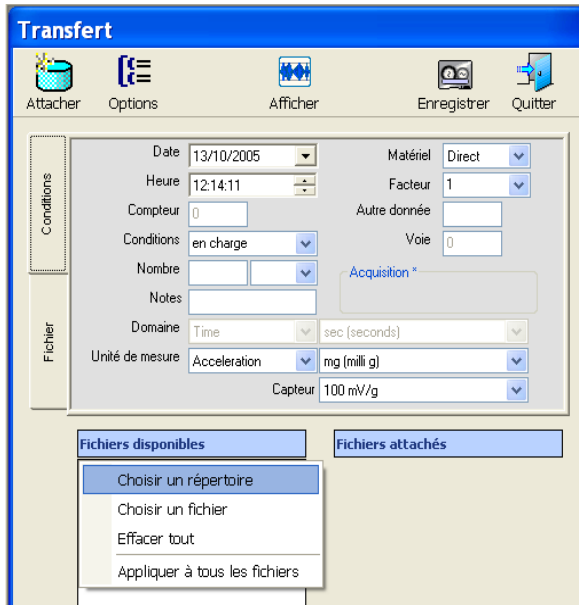 Transfert
Attacher Options Afficher Enregistrer Quitter
Conditions
Fichier
Date 13/10/2005 Matériel Direct
Heure 12:14:11 Facteur 1
Compteur 0 Autre donnée
Conditions en charge Voie 0
Nombre Acquisition *
Notes
Domaine Time sec (seconds)
Unité de mesure Acceleration mg (milli g)
Capteur 100 mV/g
Fichiers disponibles Fichiers attachés
Choisir un répertoire
Choisir un fichier
Effacer tout
Appliquer à tous les fichiers